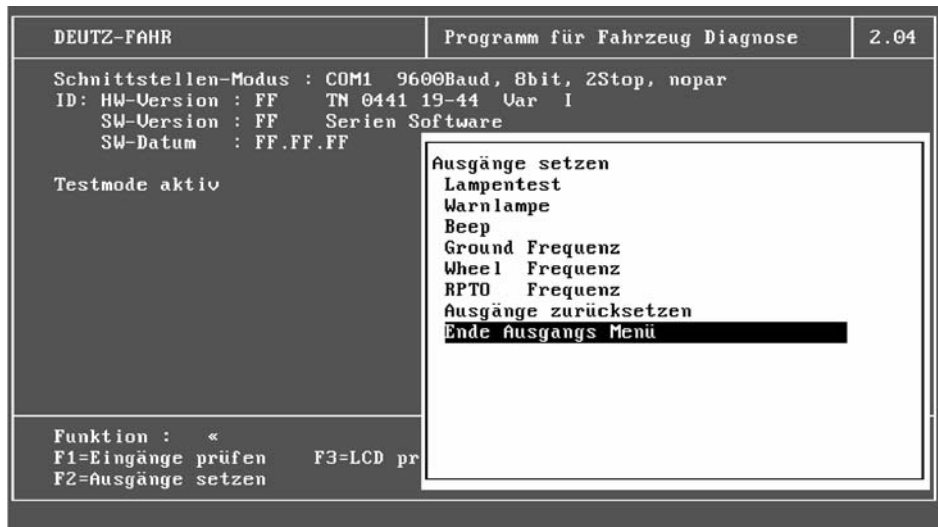 DEUTZ-FAHR Programm für Fahrzeug Diagnose 2.04
Schnittstellen-Modus : COM1 9600Baud, 8bit, 2Stop, nopar
ID: HW-Version : FF TN 0441 19-44 Var I
SW-Version : FF Serien Software
SW-Datum : FF.FF.FF
Testmode aktiv
Ausgänge setzen
Lampentest
Warnlampe
Beep
Ground Frequenz
Wheel Frequenz
RPTO Frequenz
Ausgänge zurücksetzen
Ende Ausgangs Menü
Funktion : «
F1=Eingänge prüfen F3=LCD pr
F2=Ausgänge setzen